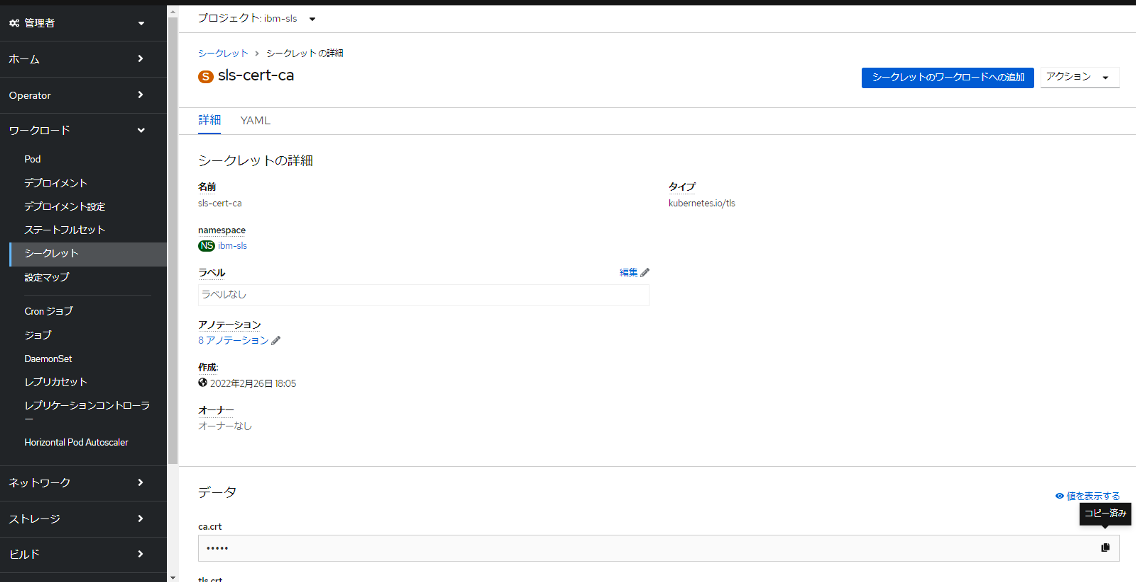 管理者
プロジェクト: ibm-sls
ホーム
Operator
ワークロード
Pod
デプロイメント
デプロイメント設定
ステートフルセット
シークレット
設定マップ
Cron ジョブ
ジョブ
DaemonSet
レプリカセット
レプリケーションコントローラ
ー
Horizontal Pod Autoscaler
ネットワーク
ストレージ
ビルド
シークレット > シークレット の詳細
S sls-cert-ca
シークレットのワークロードへの追加
アクション
詳細 YAML
シークレットの詳細
名前
sls-cert-ca
タイプ
kubernetes.io/tls
namespace
NS ibm-sls
ラベル
編集
ラベルなし
アノテーション
8 アノテーション
作成:
2022年2月26日 18:05
オーナー
オーナーなし
データ
値を表示する
コピー済み
ca.crt
•••••
tls.crt